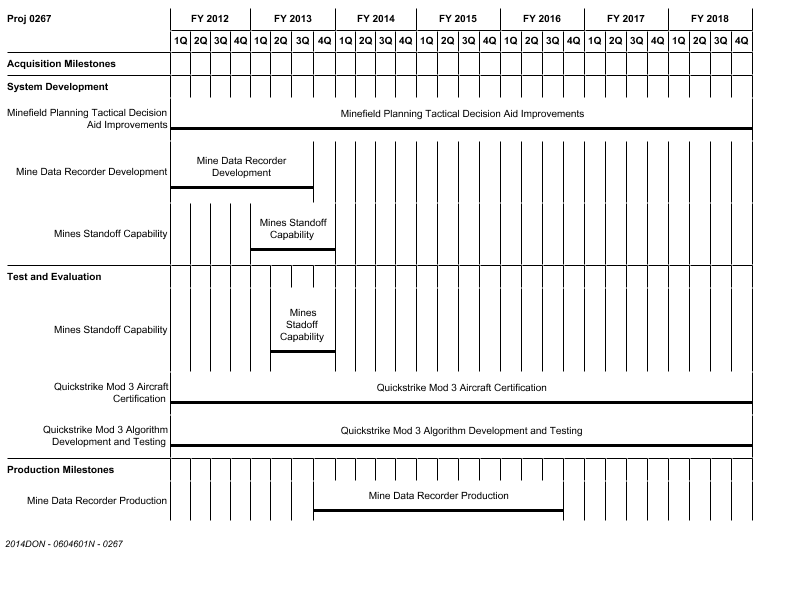 Proj 0267 FY 2012 FY 2013 FY 2014 FY 2015 FY 2016 FY 2017 FY 2018
1Q 2Q 3Q 4Q 1Q 2Q 3Q 4Q 1Q 2Q 3Q 4Q 1Q 2Q 3Q 4Q 1Q 2Q 3Q 4Q 1Q 2Q 3Q 4Q 1Q 2Q 3Q 4Q
Acquisition Milestones
System Development
Minefield Planning Tactical Decision
Aid Improvements
Minefield Planning Tactical Decision Aid Improvements
Mine Data Recorder Development
Mine Data Recorder
Development
Mines Standoff Capability
Mines Standoff
Capability
Test and Evaluation
Mines Standoff Capability
Mines
Stadoff
Capability
Quickstrike Mod 3 Aircraft
Certification
Quickstrike Mod 3 Aircraft Certification
Quickstrike Mod 3 Algorithm
Development and Testing
Quickstrike Mod 3 Algorithm Development and Testing
Production Milestones
Mine Data Recorder Production
Mine Data Recorder Production
2014DON - 0604601N - 0267